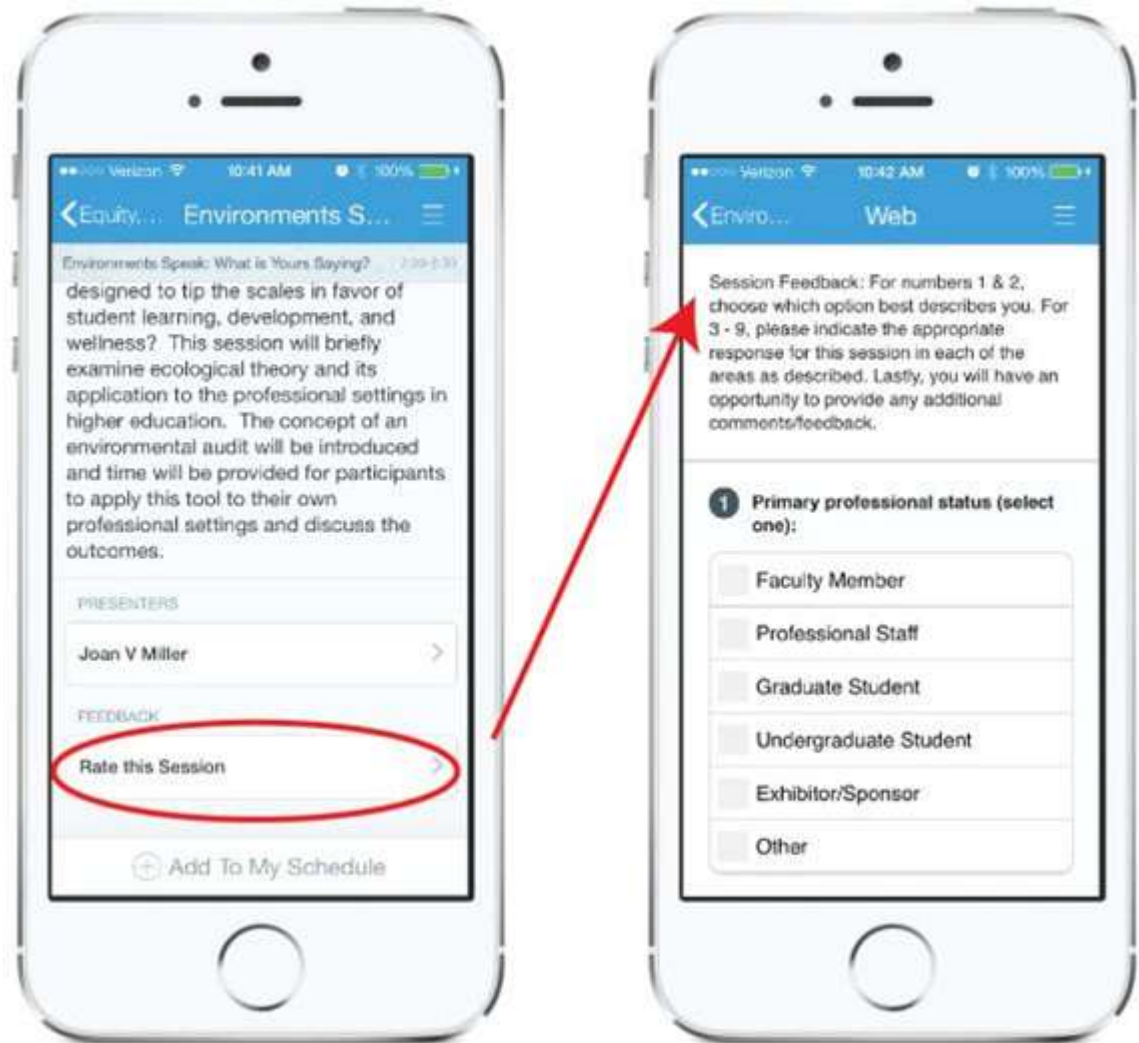 Verizon 10:41 AM 100%
Equity,... Environments S...
Environments Speak: What is Yours Saying?
designed to tip the scales in favor of
student learning, development, and
wellness? This session will briefly
examine ecological theory and its
application to the professional settings in
higher education. The concept of an
environmental audit will be introduced
and time will be provided for participants
to apply this tool to their own
professional settings and discuss the
outcomes.
PRESENTERS
Joan V Miller
FEEDBACK
Rate this Session
Add To My Schedule
Verizon 10:42 AM 100%
Enviro... Web
Session Feedback: For numbers 1 & 2,
choose which option best describes you. For
3 - 9, please indicate the appropriate
response for this session in each of the
areas as described. Lastly, you will have an
opportunity to provide any additional
comments/feedback.
1 Primary professional status (select
one):
Faculty Member
Professional Staff
Graduate Student
Undergraduate Student
Exhibitor/Sponsor
Other